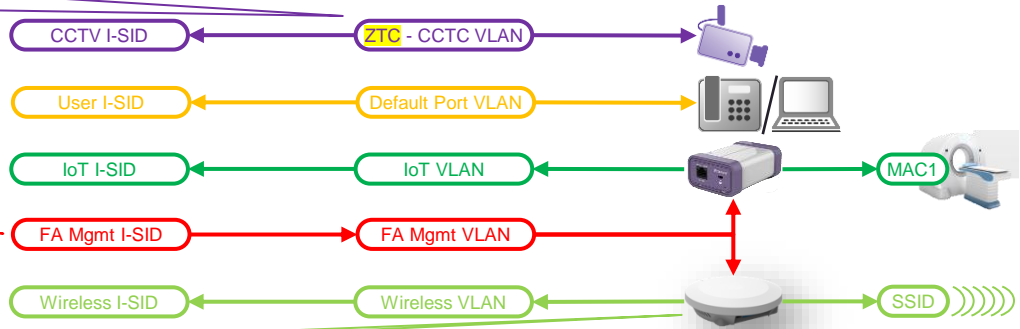 CCTV I-SID ZTC - CCTC VLAN
User I-SID Default Port VLAN
IoT I-SID IoT VLAN MAC1
FA Mgmt I-SID FA Mgmt VLAN
Wireless I-SID Wireless VLAN SSID